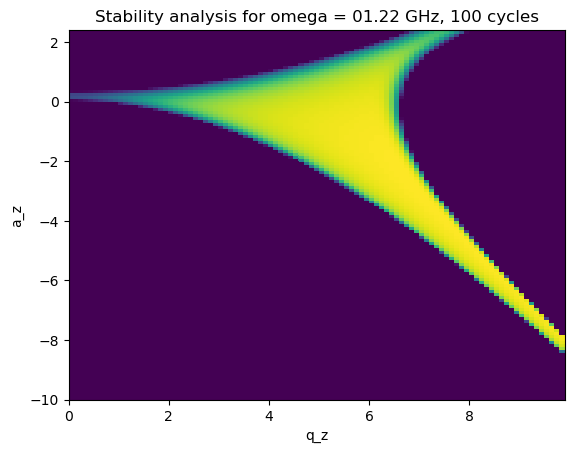 Stability analysis for omega = 01.22 GHz, 100 cycles
2
0
−2
−4
−6
−8
−10
a_z
0 2 4 6 8
q_z